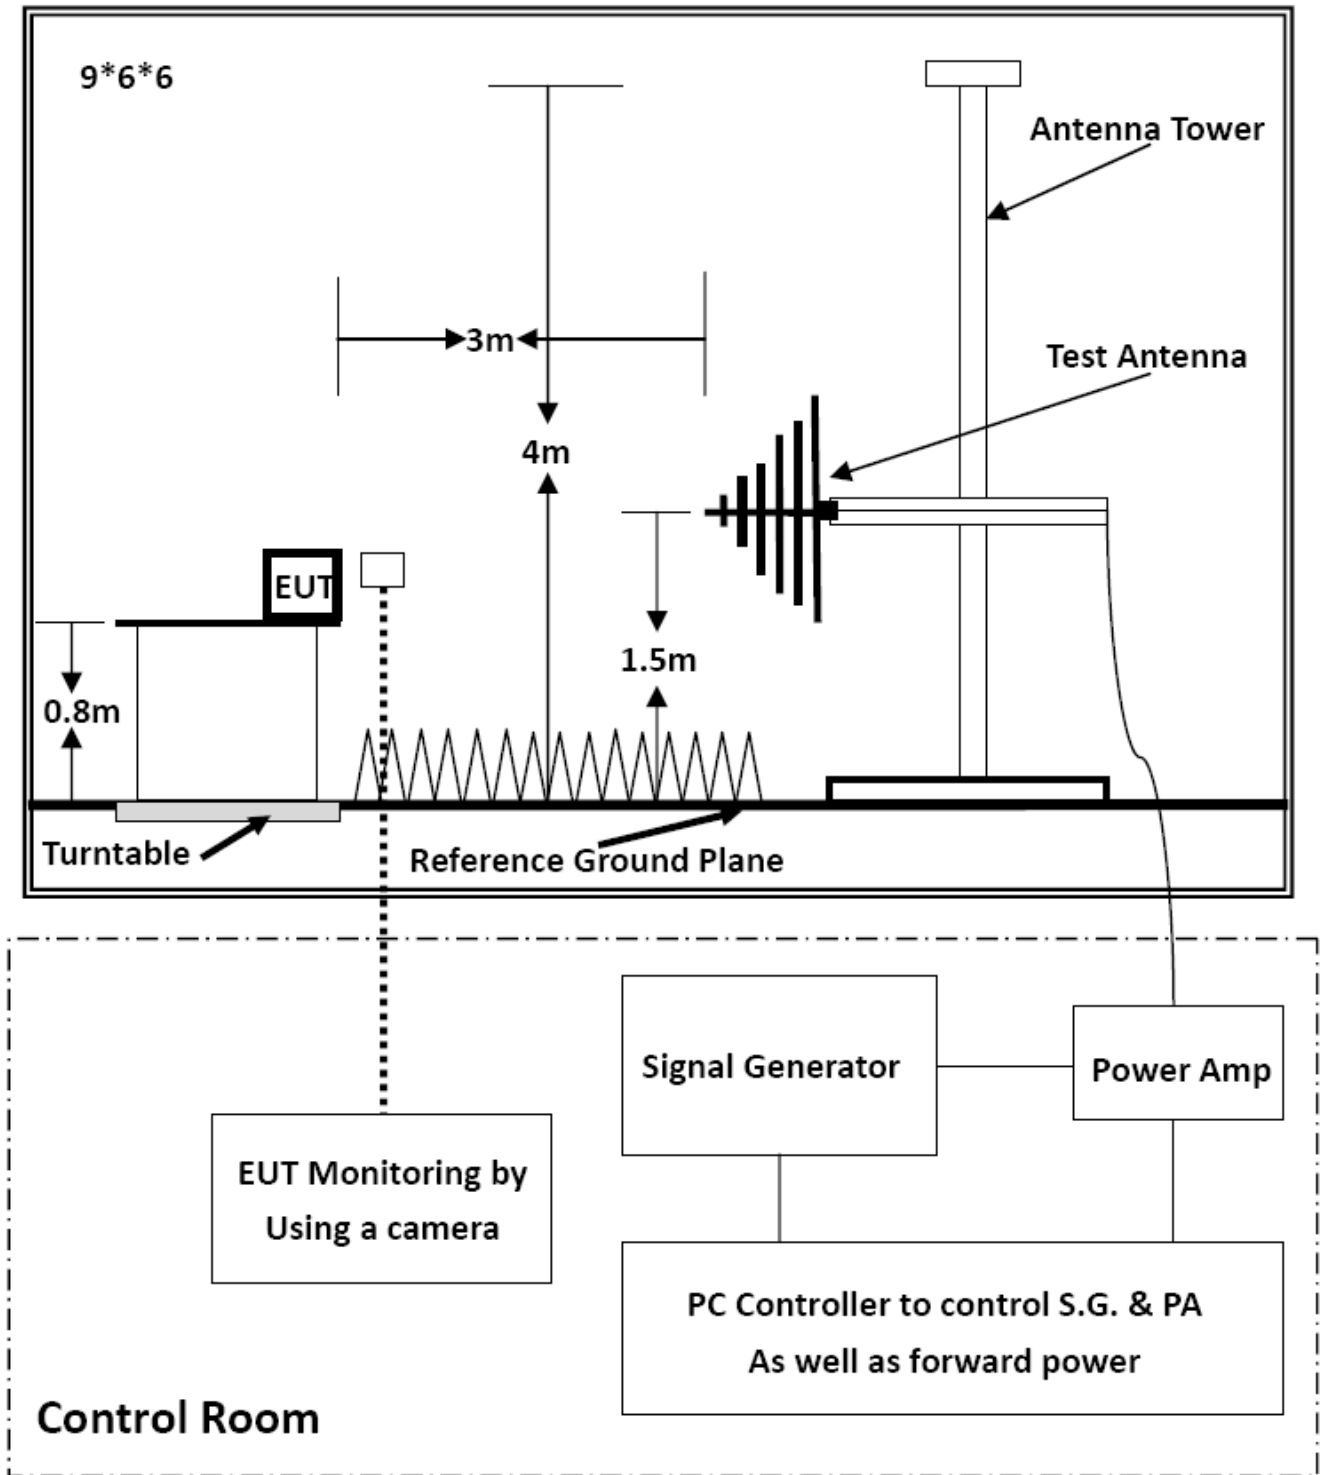 9*6*6
Antenna Tower
3m
Test Antenna
4m
EUT
1.5m
0.8m
Turntable
Reference Ground Plane
Signal Generator
Power Amp
EUT Monitoring by
Using a camera
PC Controller to control S.G. & PA
As well as forward power
Control Room